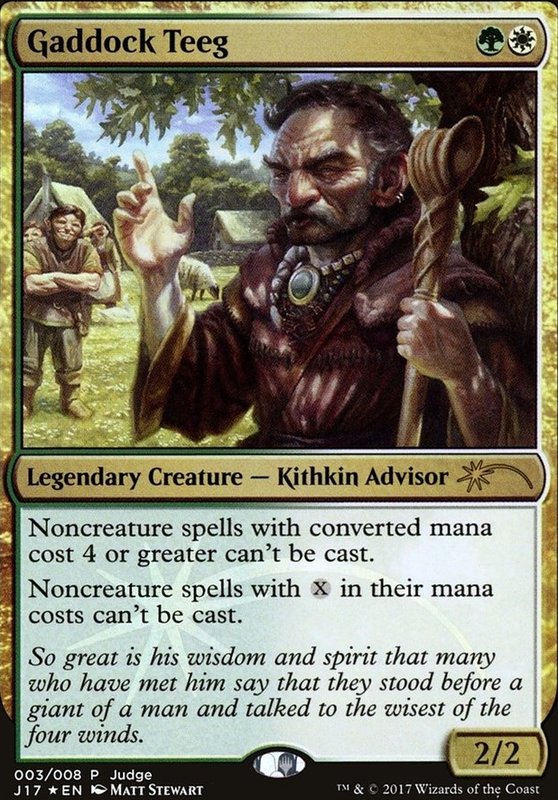 Gaddock Teeg
Legendary Creature — Kithkin Advisor
Noncreature spells with converted mana
cost 4 or greater can't be cast.
Noncreature spells with X in their mana
costs can't be cast.
So great is his wisdom and spirit that many
who have met him say that they stood before a
giant of a man and talked to the wisest of the
four winds.
2/2
003/008 P Judge
J17 ★ EN Matt Stewart
™ & © 2017 Wizards of the Coast